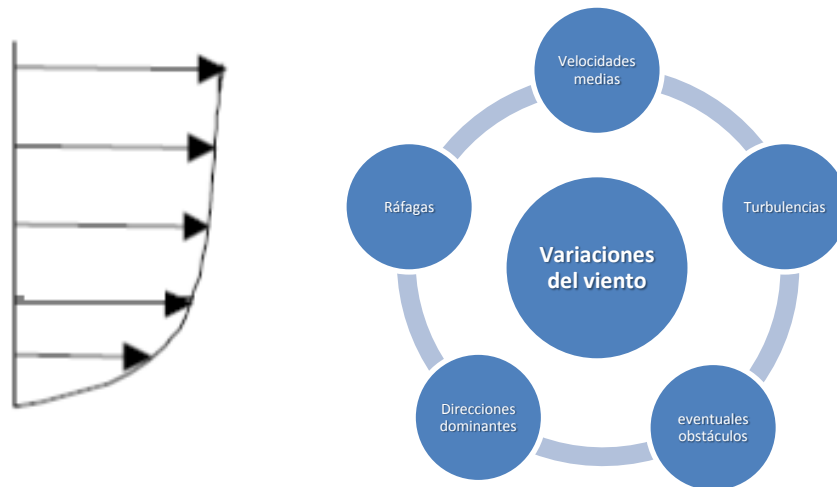 Velocidades
medias
Ráfagas
Turbulencias
Variaciones
del viento
Direcciones
dominantes
eventuales
obstáculos